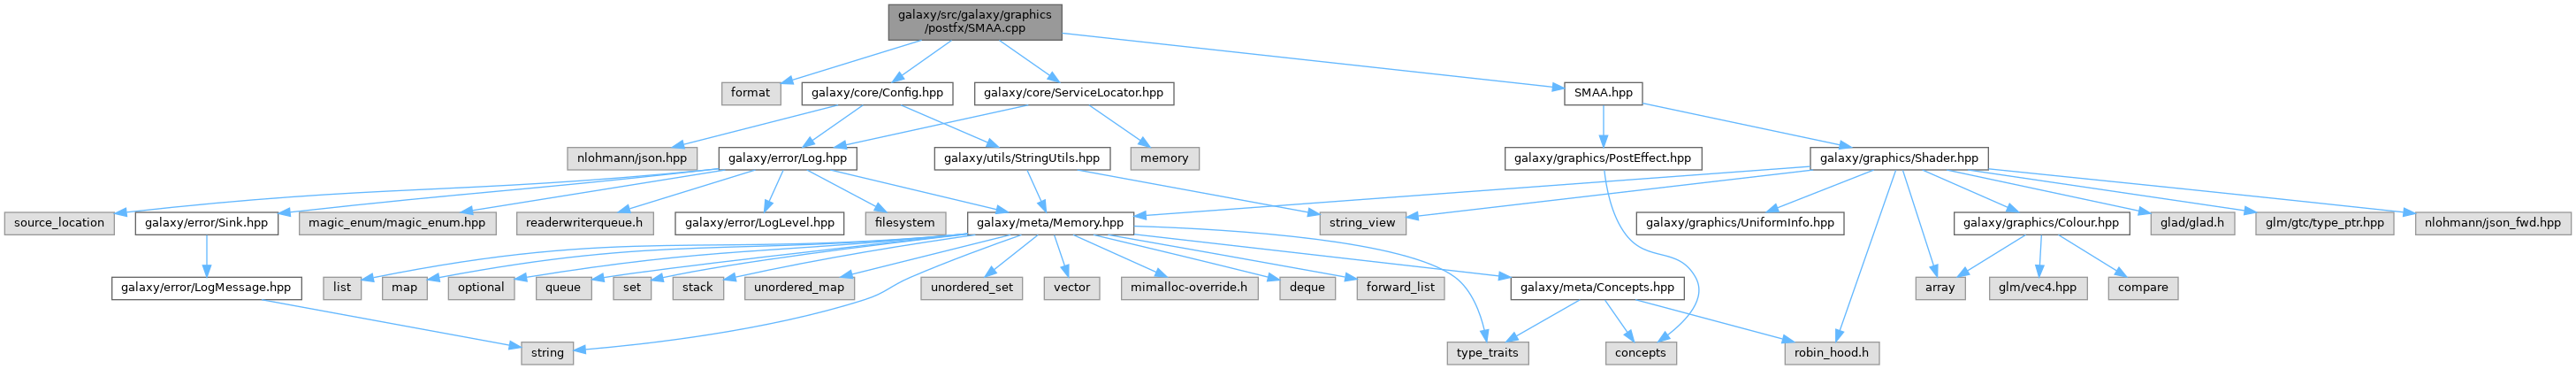 galaxy/src/galaxy/graphics
/postfx/SMAA.cpp
format
galaxy/core/Config.hpp
galaxy/core/ServiceLocator.hpp
SMAA.hpp
nlohmann/json.hpp
galaxy/error/Log.hpp
galaxy/utils/StringUtils.hpp
memory
galaxy/graphics/PostEffect.hpp
galaxy/graphics/Shader.hpp
source_location
galaxy/error/Sink.hpp
magic_enum/magic_enum.hpp
readerwriterqueue.h
galaxy/error/LogLevel.hpp
filesystem
galaxy/meta/Memory.hpp
string_view
galaxy/graphics/UniformInfo.hpp
galaxy/graphics/Colour.hpp
glad/glad.h
glm/gtc/type_ptr.hpp
nlohmann/json_fwd.hpp
galaxy/error/LogMessage.hpp
list
map
optional
queue
set
stack
unordered_map
unordered_set
vector
mimalloc-override.h
deque
forward_list
galaxy/meta/Concepts.hpp
array
glm/vec4.hpp
compare
string
type_traits
concepts
robin_hood.h